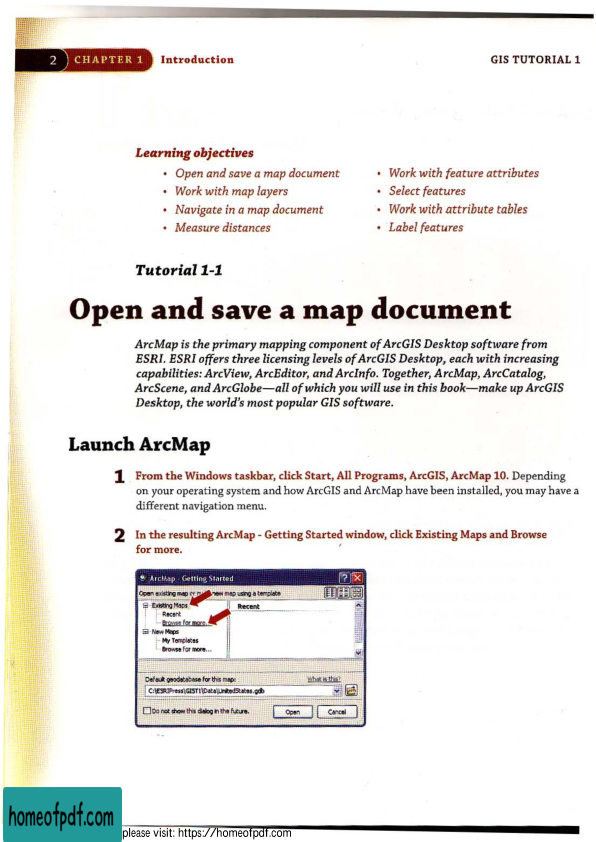 2 CHAPTER 1 Introduction GIS TUTORIAL 1
Learning objectives
• Open and save a map document
• Work with map layers
• Navigate in a map document
• Measure distances
• Work with feature attributes
• Select features
• Work with attribute tables
• Label features
Tutorial 1-1
Open and save a map document
ArcMap is the primary mapping component of ArcGIS Desktop software from
ESRI. ESRI offers three licensing levels of ArcGIS Desktop, each with increasing
capabilities: ArcView, ArcEditor, and ArcInfo. Together, ArcMap, ArcCatalog,
ArcScene, and ArcGlobe—all of which you will use in this book—make up ArcGIS
Desktop, the world's most popular GIS software.
Launch ArcMap
1 From the Windows taskbar, click Start, All Programs, ArcGIS, ArcMap 10. Depending
on your operating system and how ArcGIS and ArcMap have been installed, you may have a
different navigation menu.
2 In the resulting ArcMap - Getting Started window, click Existing Maps and Browse
for more.
ArcMap - Getting Started
Open existing map or new map using a template
Existing Maps
Recent
Browse for more...
New Maps
My Templates
Browse for more...
Recent
Default geodatabase for this map: What is this?
C:\ESRIPress\GIST1\Data\UnitedStates.gdb
Do not show this dialog in the future. Open Cancel
homeofpdf.com
please visit: https://homeofpdf.com